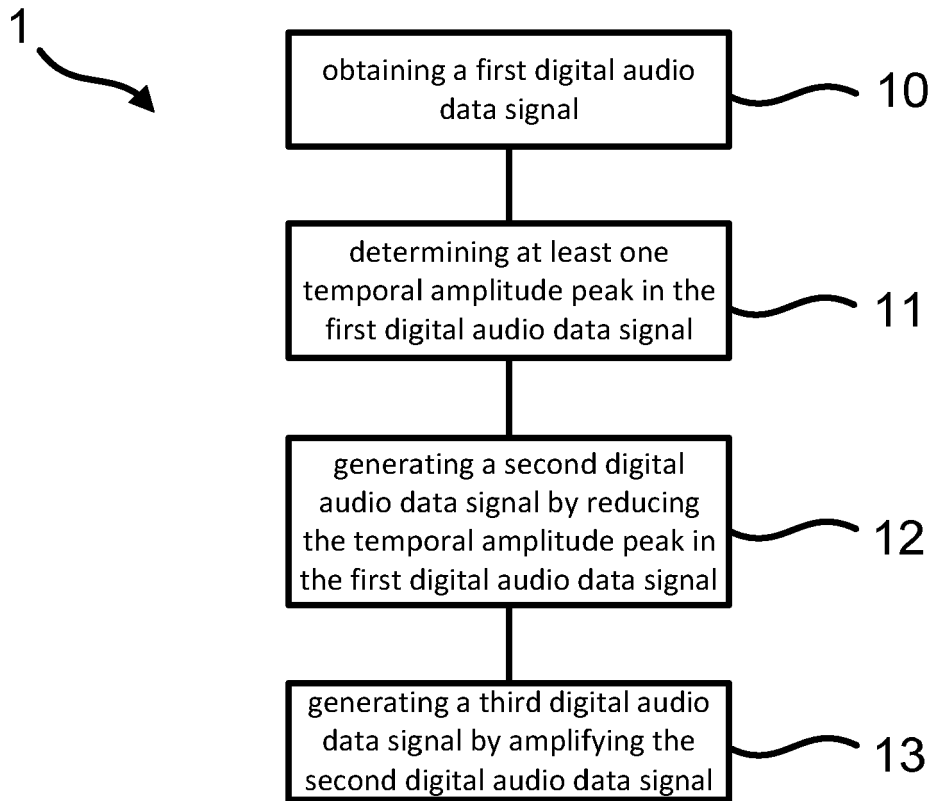 1
obtaining a first digital audio
data signal
10
determining at least one
temporal amplitude peak in the
first digital audio data signal
11
generating a second digital
audio data signal by reducing
the temporal amplitude peak in
the first digital audio data signal
12
generating a third digital audio
data signal by amplifying the
second digital audio data signal
13